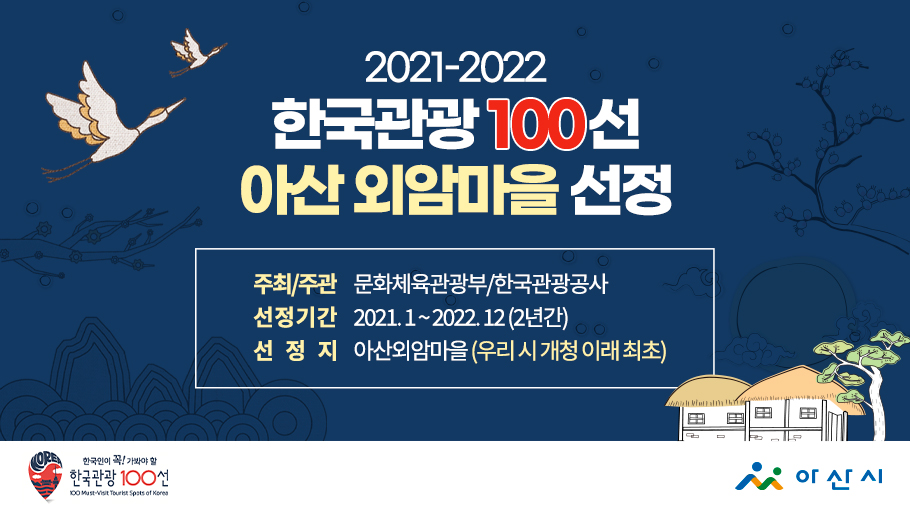 2021-2022
한국관광 100선
아산 외암마을 선정
주최/주관 문화체육관광부/한국관광공사
선정기간 2021. 1 ~ 2022. 12 (2년간)
선 정 지 아산외암마을 (우리 시 개청 이래 최초)
KOREA
한국인이 꼭! 가봐야 할
한국관광 100선
100 Must-Visit Tourist Spots of Korea
아산시